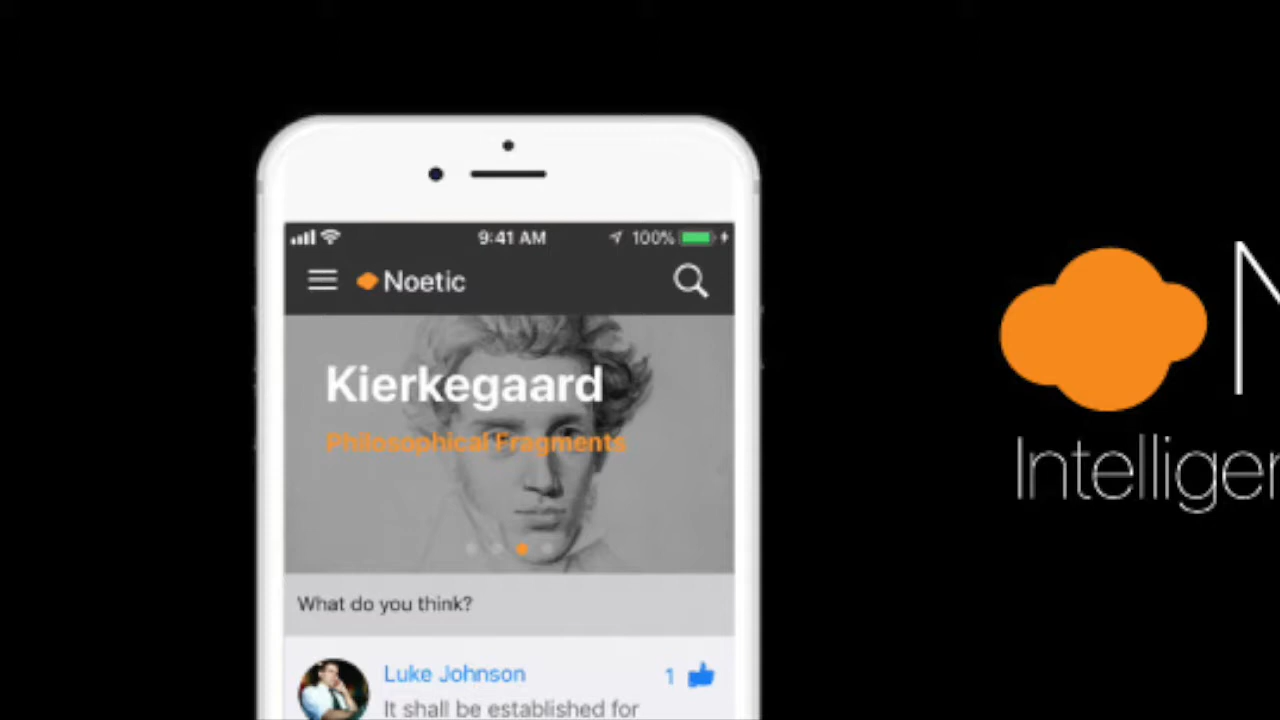 9:41 AM 100%
Noetic
Kierkegaard
Philosophical Fragments
What do you think?
Luke Johnson 1
It shall be established for
N
Intelligen